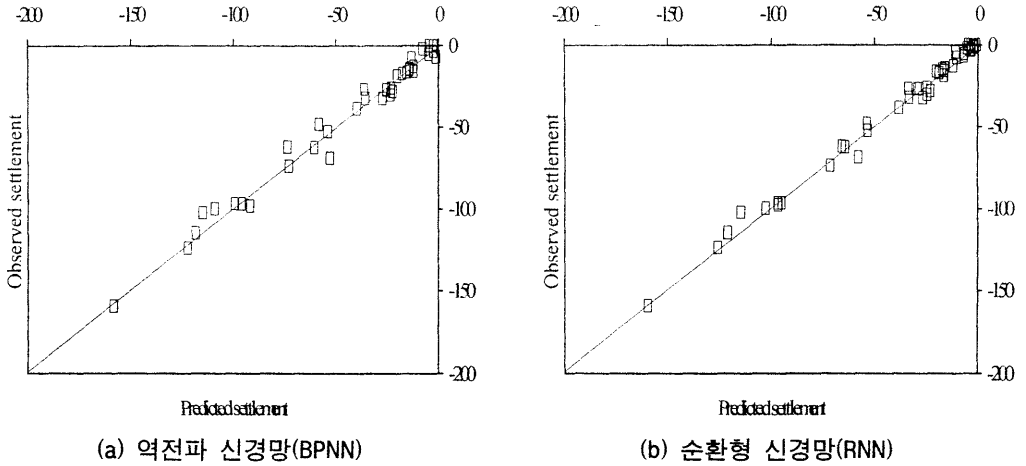 -200 -150 -100 -50 0
0
-50
-100
-150
-200
Observed settlement
Predicted settlement
(a) 역전파 신경망(BPNN)
-200 -150 -100 -50 0
0
-50
-100
-150
-200
Observed settlement
Predicted settlement
(b) 순환형 신경망(RNN)